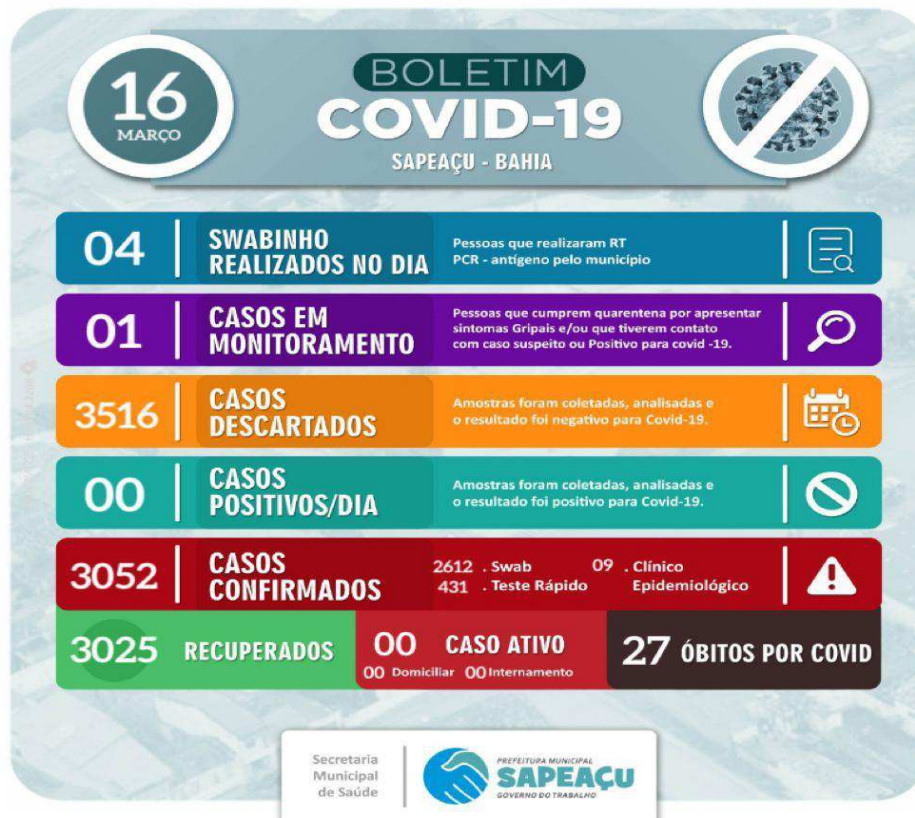 16
MARÇO
BOLETIM
COVID-19
SAPEAÇU - BAHIA
04
SWABINHO
REALIZADOS NO DIA
Pessoas que realizaram RT
PCR - antígeno pelo município
01
CASOS EM
MONITORAMENTO
Pessoas que cumprem quarentena por apresentar
sintomas Gripais e/ou que tiverem contato
com caso suspeito ou Positivo para covid -19.
3516
CASOS
DESCARTADOS
Amostras foram coletadas, analisadas e
o resultado foi negativo para Covid-19.
00
CASOS
POSITIVOS/DIA
Amostras foram coletadas, analisadas e
o resultado foi positivo para Covid-19.
3052
CASOS
CONFIRMADOS
2612 . Swab
431 . Teste Rápido
09 . Clínico
Epidemiológico
3025 RECUPERADOS
00 CASO ATIVO
00 Domiciliar 00 Internamento
27 ÓBITOS POR COVID
Secretaria
Municipal
de Saúde
PREFEITURA MUNICIPAL
SAPEAÇU
GOVERNO DO TRABALHO